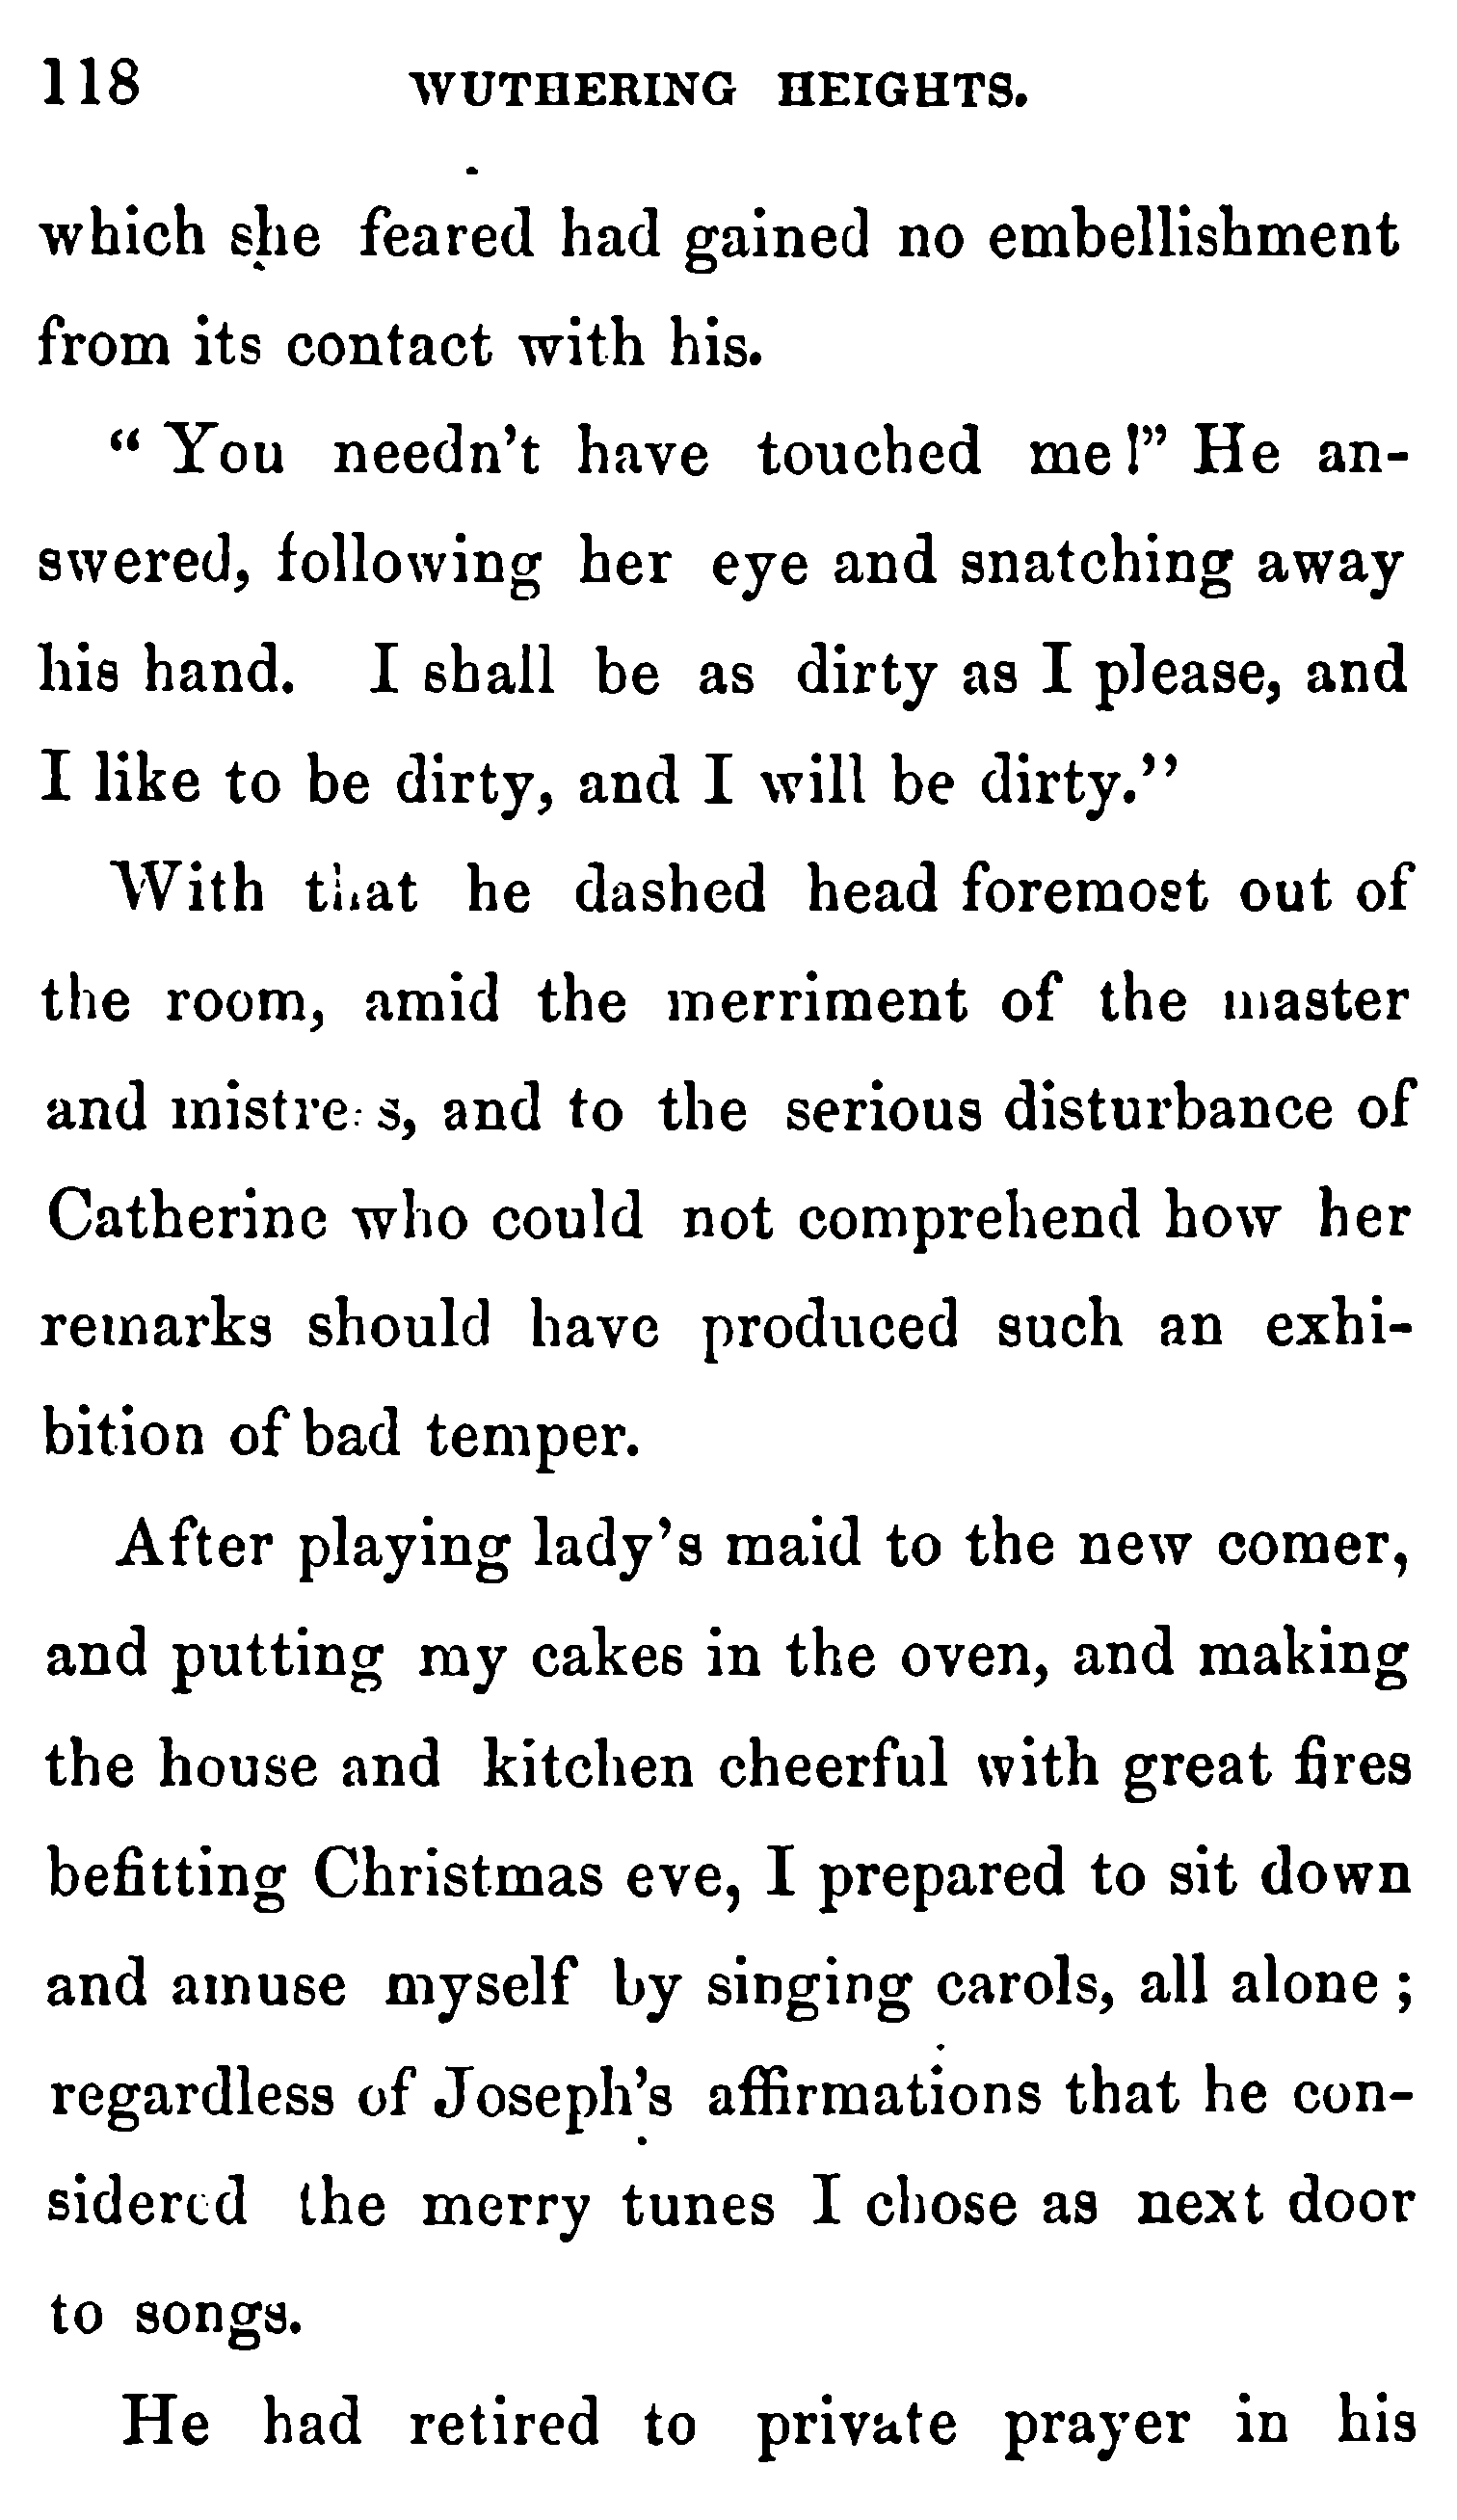 118 WUTHERING HEIGHTS.
which she feared had gained no embellishment
from its contact with his.
“ You needn't have touched me!” He an-
swered, following her eye and snatching away
his hand. I shall be as dirty as I please, and
I like to be dirty, and I will be dirty.”
With that he dashed head foremost out of
the room, amid the merriment of the master
and mistress, and to the serious disturbance of
Catherine who could not comprehend how her
remarks should have produced such an exhi-
bition of bad temper.
After playing lady's maid to the new comer,
and putting my cakes in the oven, and making
the house and kitchen cheerful with great fires
befitting Christmas eve, I prepared to sit down
and amuse myself by singing carols, all alone ;
regardless of Joseph's affirmations that he con-
sidered the merry tunes I chose as next door
to songs.
He had retired to private prayer in his